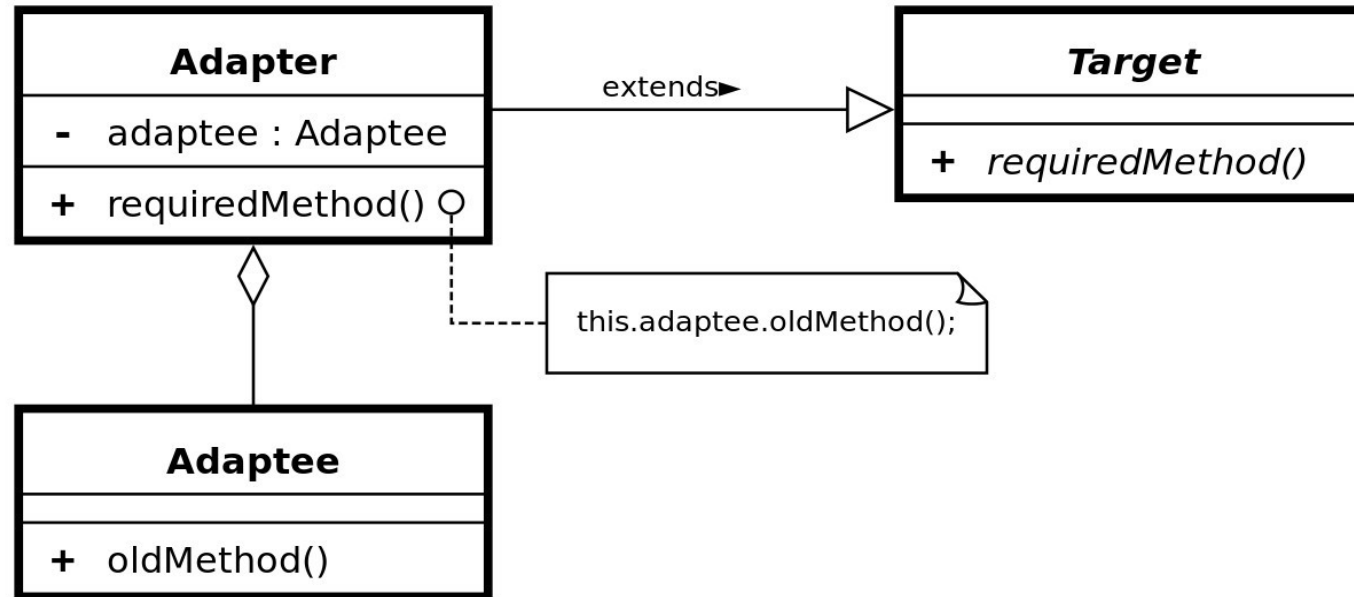 Adapter
- adaptee : Adaptee
+ requiredMethod()
extends►
Target
+ requiredMethod()
this.adaptee.oldMethod();
Adaptee
+ oldMethod()